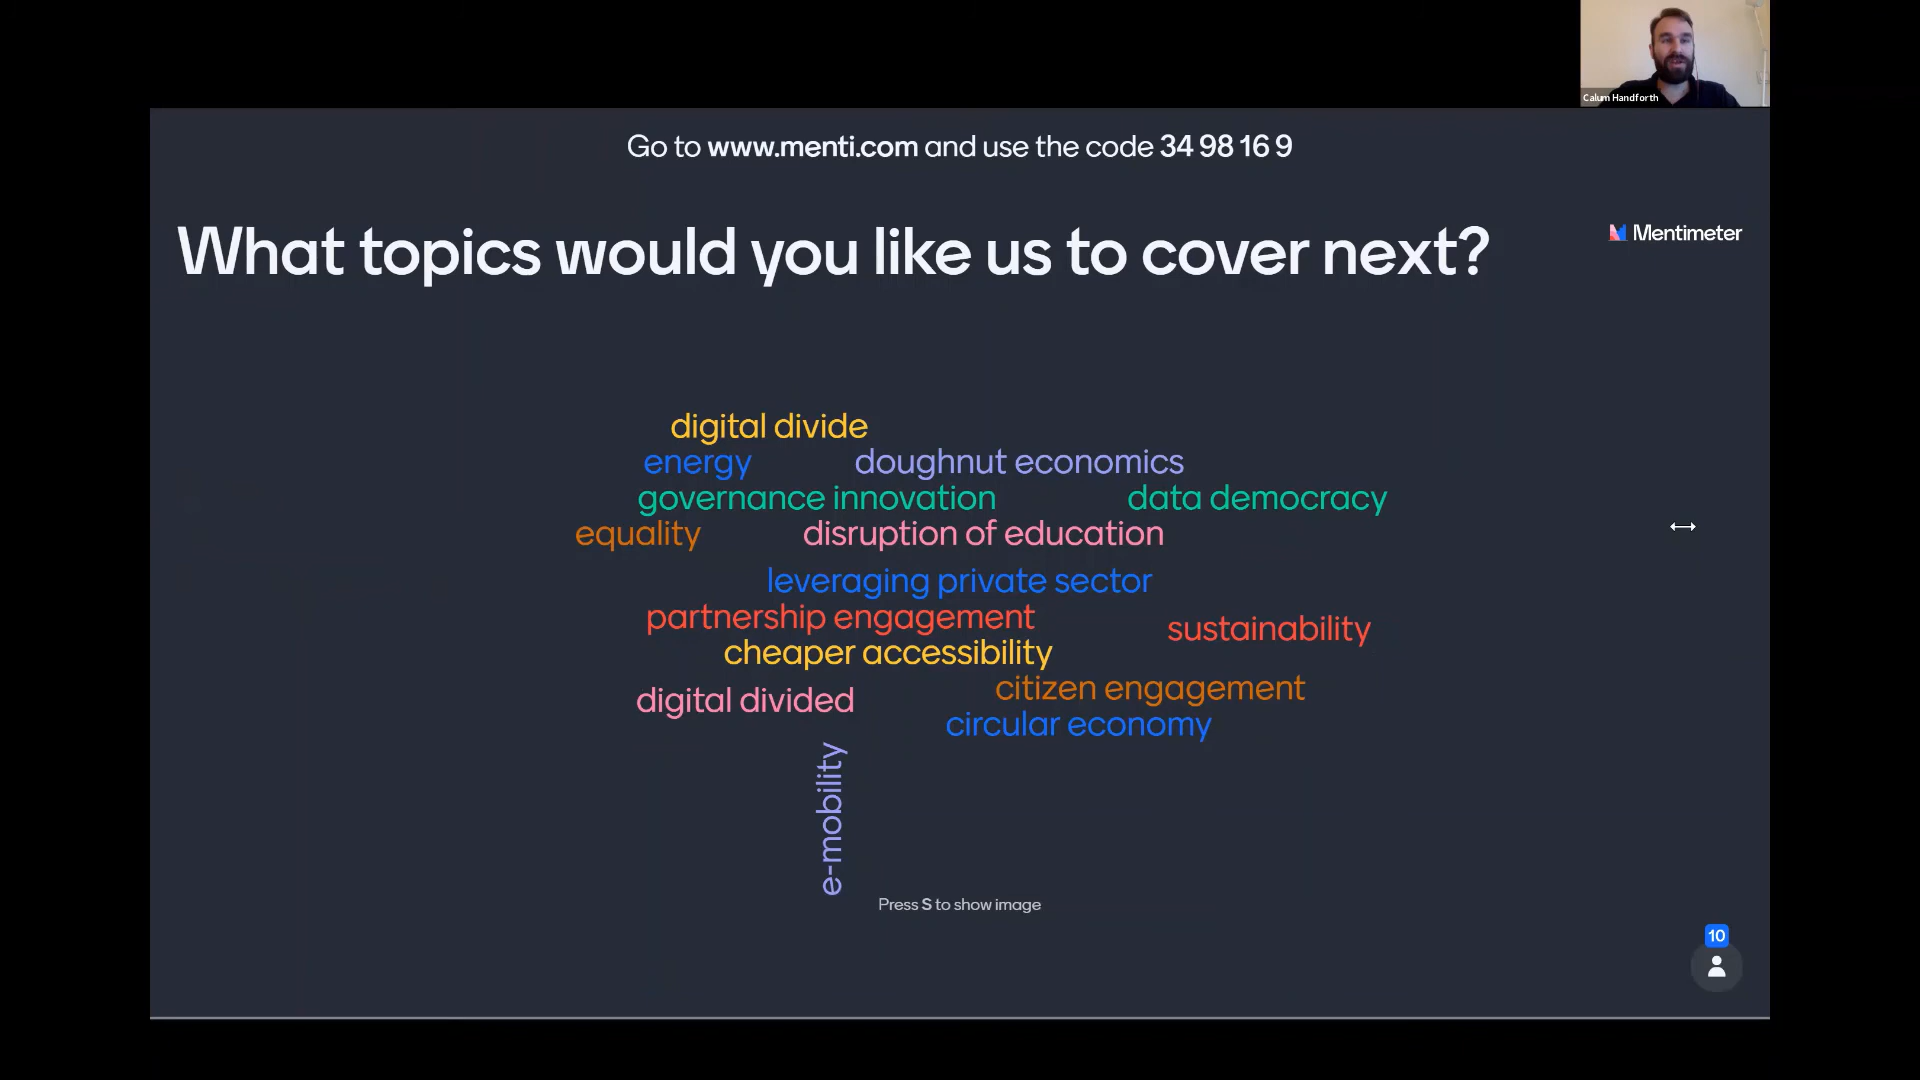 Calum Handforth
Go to www.menti.com and use the code 34 98 16 9
What topics would you like us to cover next?
Mentimeter
digital divide
energy
doughnut economics
governance innovation
data democracy
equality
disruption of education
leveraging private sector
partnership engagement
sustainability
cheaper accessibility
citizen engagement
digital divided
circular economy
e-mobility
Press S to show image
10